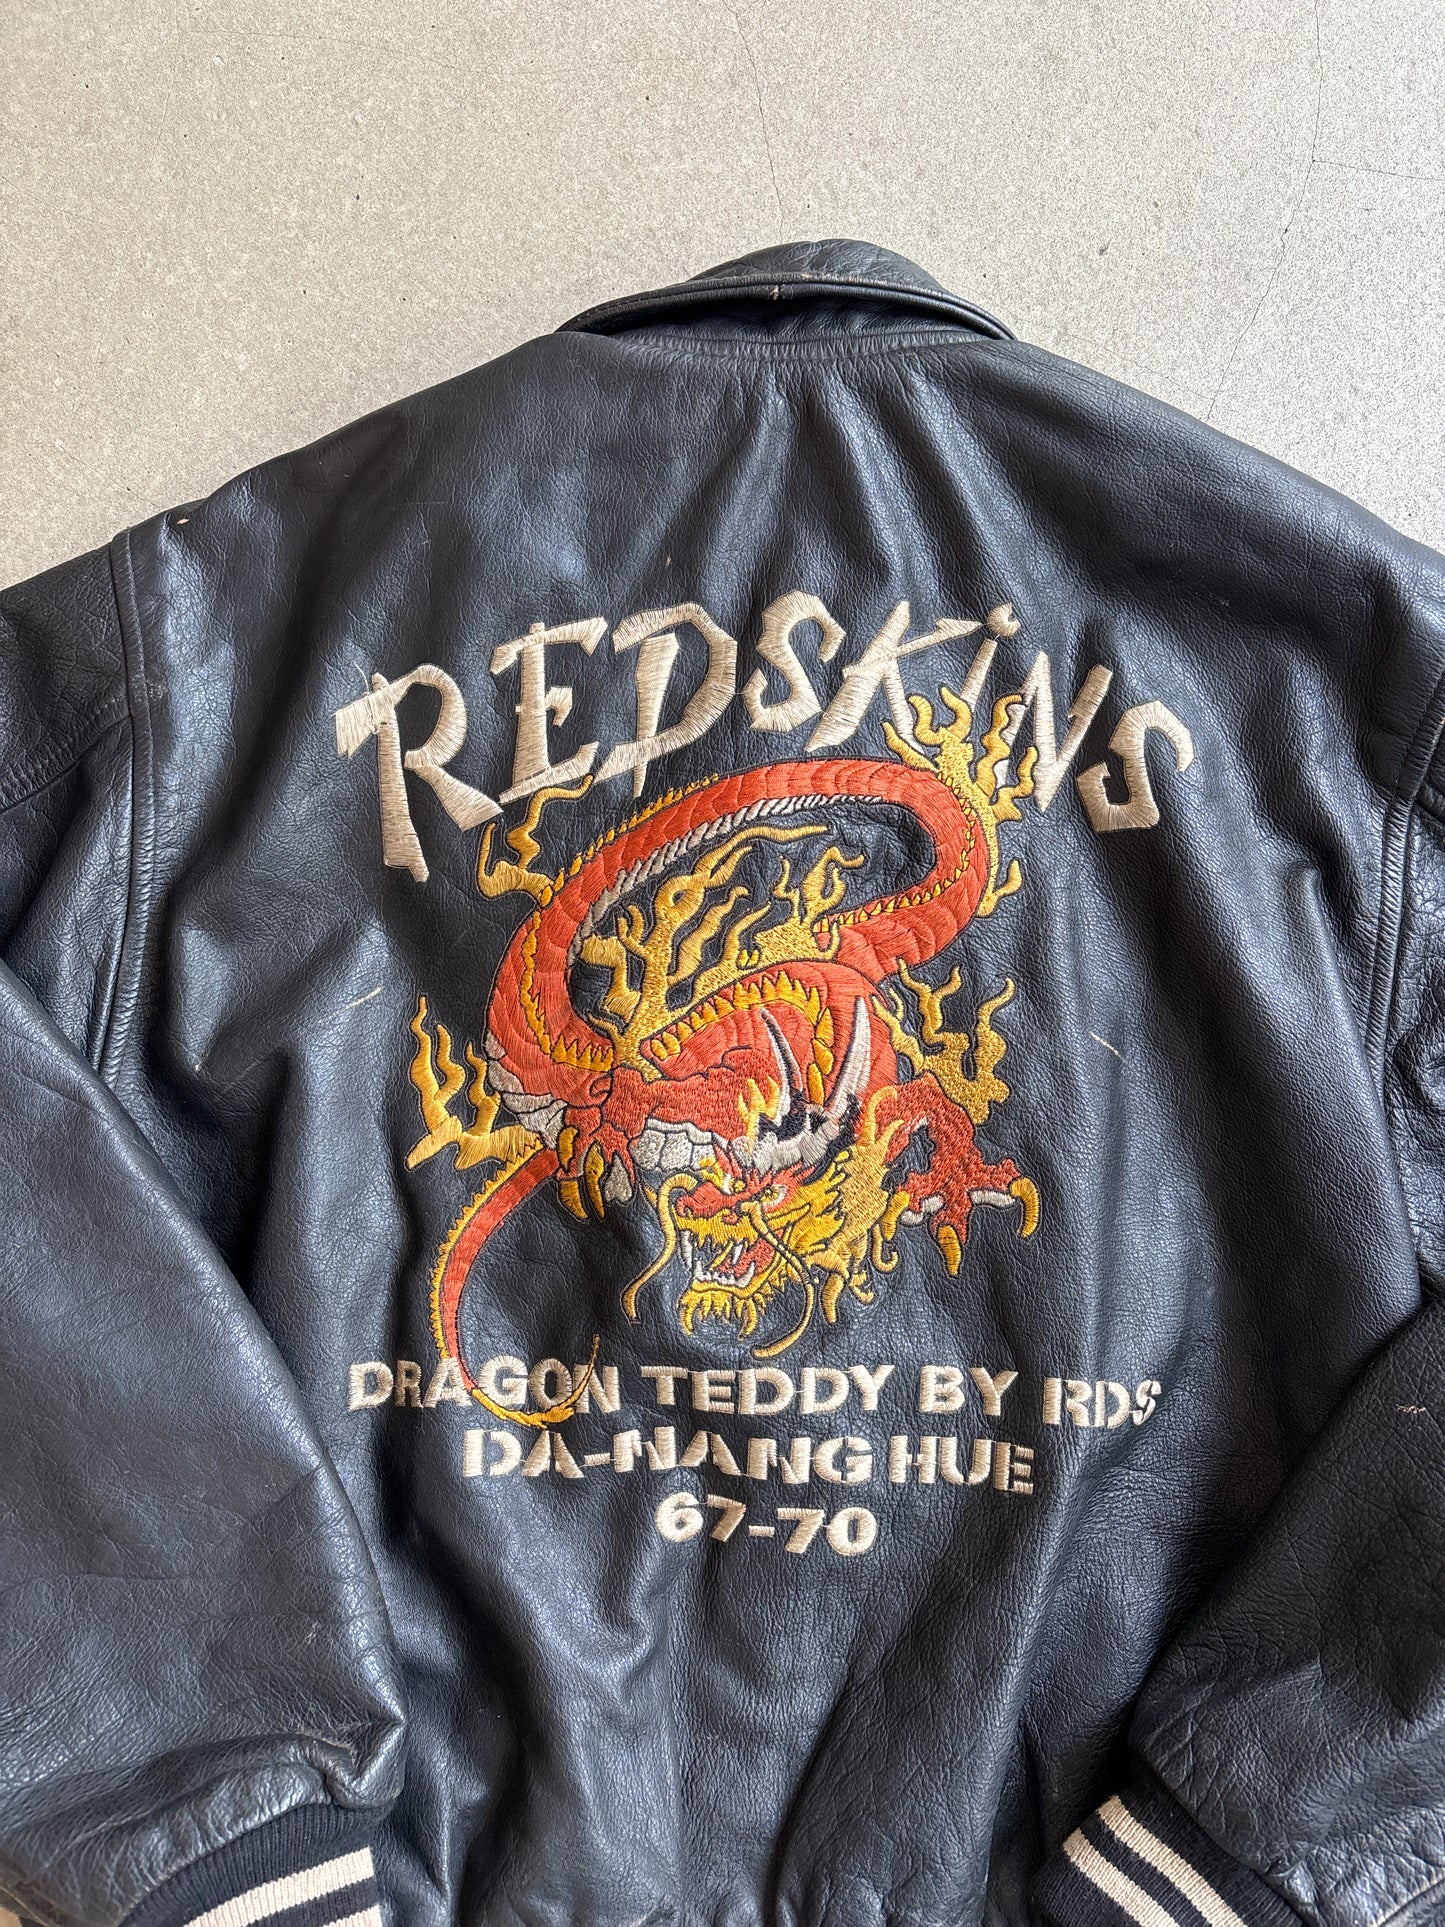 REDSKiNS
DRAGON TEDDY BY RDS
DA-NANG HUE
67-70